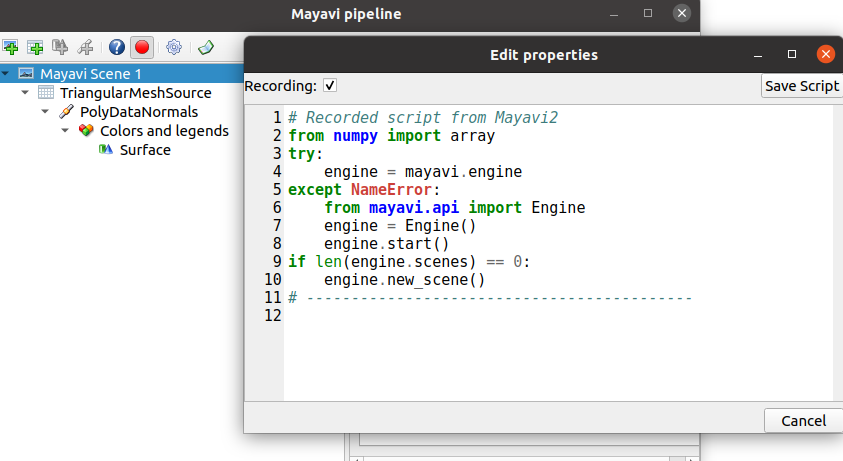 Mayavi pipeline
Mayavi Scene 1
TriangularMeshSource
PolyDataNormals
Colors and legends
Surface
Edit properties
Recording:
Save Script
1 # Recorded script from Mayavi2
2 from numpy import array
3 try:
4     engine = mayavi.engine
5 except NameError:
6     from mayavi.api import Engine
7     engine = Engine()
8     engine.start()
9 if len(engine.scenes) == 0:
10     engine.new_scene()
11 # -------------------------------------------
12
Cancel